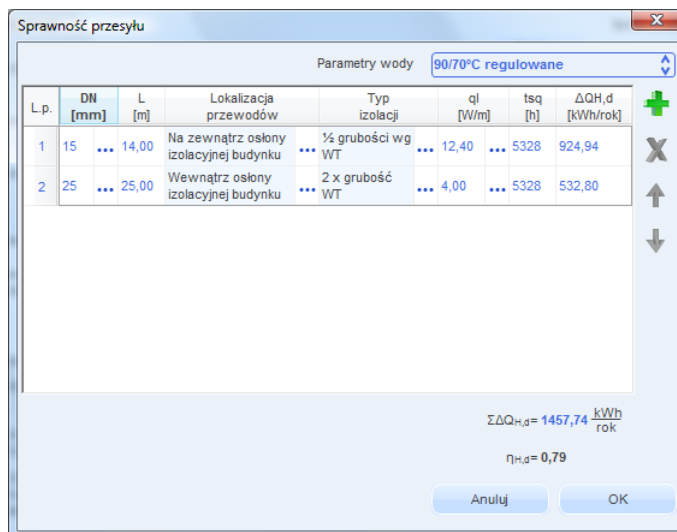 Sprawność przesyłu
Parametry wody 90/70°C regulowane
L.p. DN [mm] L [m] Lokalizacja przewodów Typ izolacji ql [W/m] tsq [h] ΔQH,d [kWh/rok]
1 15 ... 14,00 Na zewnątrz osłony izolacyjnej budynku ... ½ grubości wg WT ... 12,40 ... 5328 924,94
2 25 ... 25,00 Wewnątrz osłony izolacyjnej budynku ... 2 x grubość WT ... 4,00 ... 5328 532,80
ΣΔQH,d= 1457,74 kWh/rok
ηH,d= 0,79
Anuluj OK